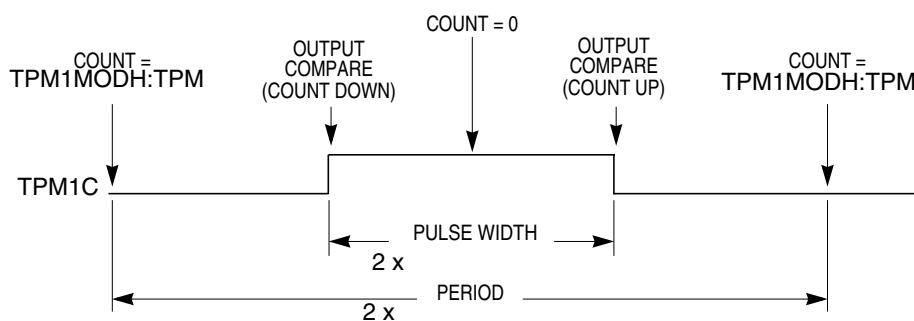 COUNT = 0
COUNT =
TPM1MODH:TPM
OUTPUT
COMPARE
(COUNT DOWN)
OUTPUT
COMPARE
(COUNT UP)
COUNT =
TPM1MODH:TPM
TPM1C
PULSE WIDTH
2 x
PERIOD
2 x